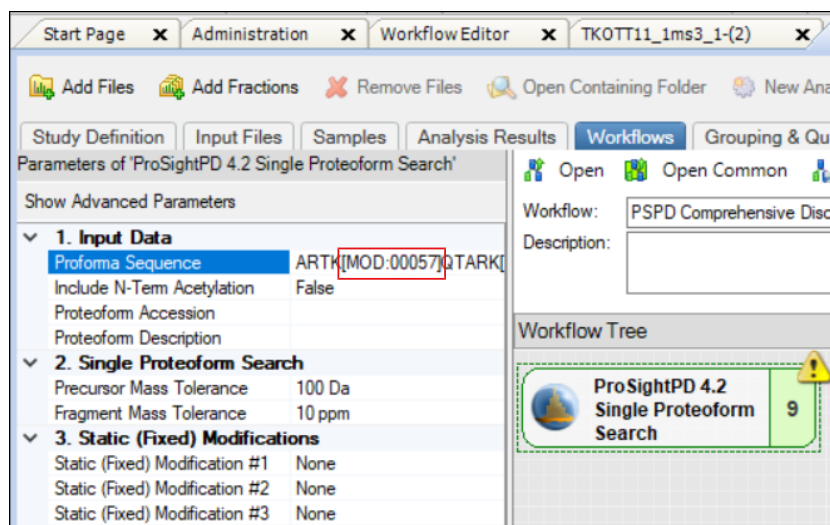 Start Page x Administration x Workflow Editor x TKOTT11_1ms3_1-(2) x
Add Files Add Fractions Remove Files Open Containing Folder New Ana
Study Definition Input Files Samples Analysis Results Workflows Grouping & Qu
Parameters of 'ProSightPD 4.2 Single Proteoform Search'
Show Advanced Parameters
1. Input Data
Proforma Sequence ARTK[MOD:00057]QTARK[
Include N-Term Acetylation False
Proteoform Accession
Proteoform Description
2. Single Proteoform Search
Precursor Mass Tolerance 100 Da
Fragment Mass Tolerance 10 ppm
3. Static (Fixed) Modifications
Static (Fixed) Modification #1 None
Static (Fixed) Modification #2 None
Static (Fixed) Modification #3 None
Open Open Common
Workflow: PSPD Comprehensive Disc
Description:
Workflow Tree
ProSightPD 4.2
Single Proteoform 9
Search